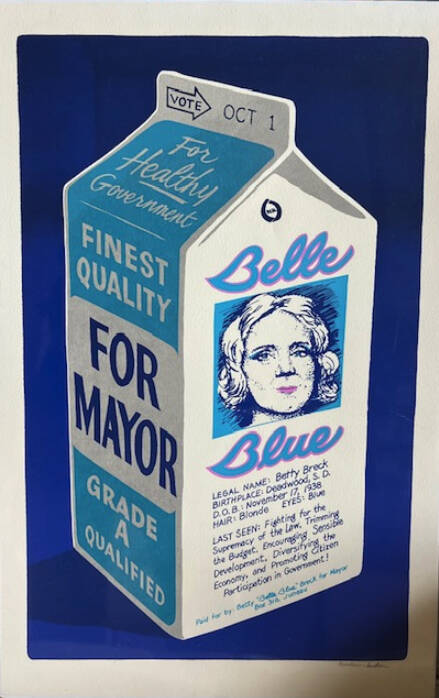 VOTE OCT 1
For
Healthy
Government
FINEST
QUALITY
FOR
MAYOR
GRADE
A
QUALIFIED
Belle
Blue
LEGAL NAME: Betty Breck
BIRTHPLACE: Deadwood, S. D.
D.O.B.: November 17, 1938
HAIR: Blonde EYES: Blue
LAST SEEN: Fighting for the
Supremacy of the Law, Trimming
the Budget, Encouraging Sensible
Development, Diversifying the
Economy, and Promoting Citizen
Participation in Government!
Paid for by: Betty "Belle Blue" Breck for Mayor
Box 310, Juneau